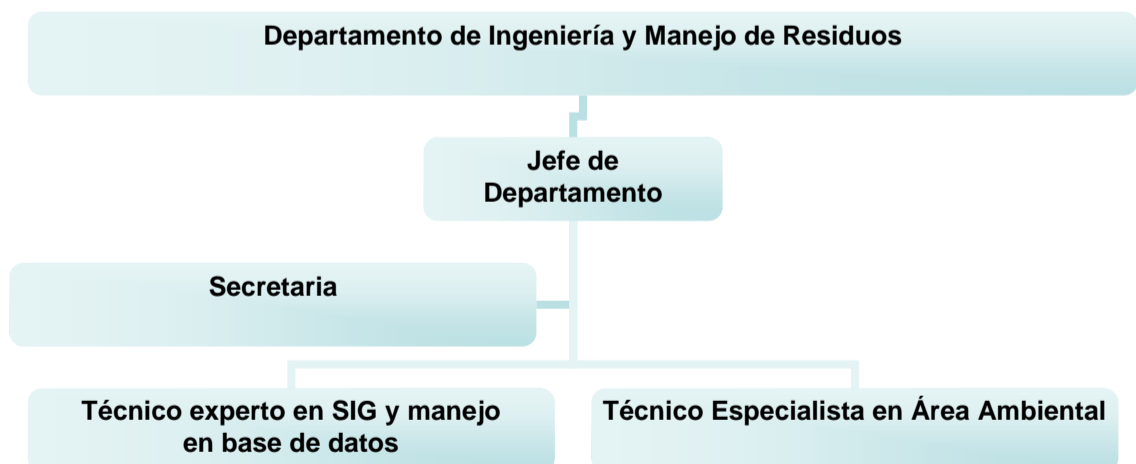 Departamento de Ingeniería y Manejo de Residuos
Jefe de
Departamento
Secretaria
Técnico experto en SIG y manejo
en base de datos
Técnico Especialista en Área Ambiental